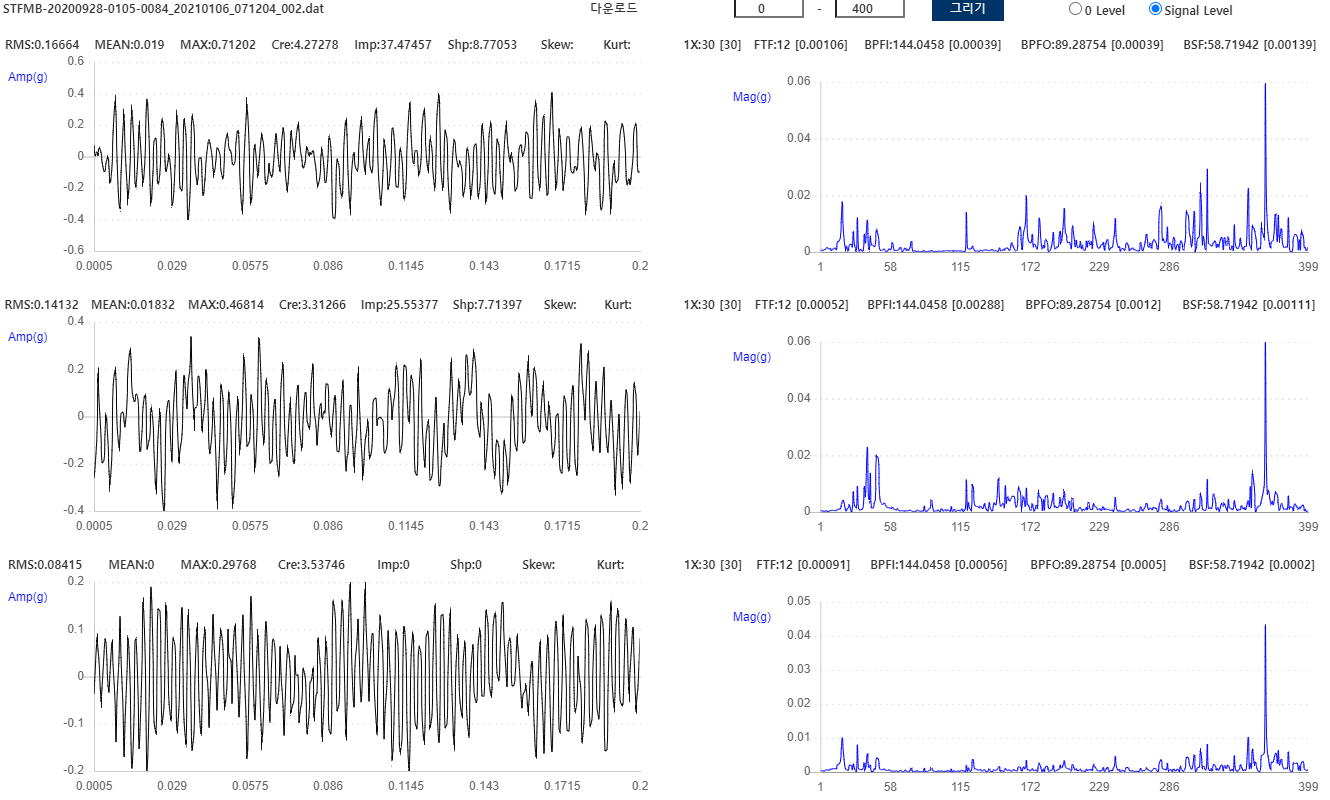 STFMB-20200928-0105-0084_20210106_071204_002.dat 다운로드 0 - 400 그리기 0 Level Signal Level
RMS:0.16664 MEAN:0.019 MAX:0.71202 Cre:4.27278 Imp:37.47457 Shp:8.77053 Skew: Kurt:
Amp(g)
0.6
0.4
0.2
0
-0.2
-0.4
-0.6
0.0005 0.029 0.0575 0.086 0.1145 0.143 0.1715 0.2
1X:30 [30] FTF:12 [0.00106] BPFI:144.0458 [0.00039] BPFO:89.28754 [0.00039] BSF:58.71942 [0.00139]
Mag(g)
0.06
0.04
0.02
0
1 58 115 172 229 286 399
RMS:0.14132 MEAN:0.01832 MAX:0.46814 Cre:3.31266 Imp:25.55377 Shp:7.71397 Skew: Kurt:
Amp(g)
0.4
0.2
0
-0.2
-0.4
0.0005 0.029 0.0575 0.086 0.1145 0.143 0.1715 0.2
1X:30 [30] FTF:12 [0.00052] BPFI:144.0458 [0.00288] BPFO:89.28754 [0.0012] BSF:58.71942 [0.00111]
Mag(g)
0.06
0.04
0.02
0
1 58 115 172 229 286 399
RMS:0.08415 MEAN:0 MAX:0.29768 Cre:3.53746 Imp:0 Shp:0 Skew: Kurt:
Amp(g)
0.2
0.1
0
-0.1
-0.2
0.0005 0.029 0.0575 0.086 0.1145 0.143 0.1715 0.2
1X:30 [30] FTF:12 [0.00091] BPFI:144.0458 [0.00056] BPFO:89.28754 [0.0005] BSF:58.71942 [0.0002]
Mag(g)
0.05
0.04
0.03
0.02
0.01
0
1 58 115 172 229 286 399